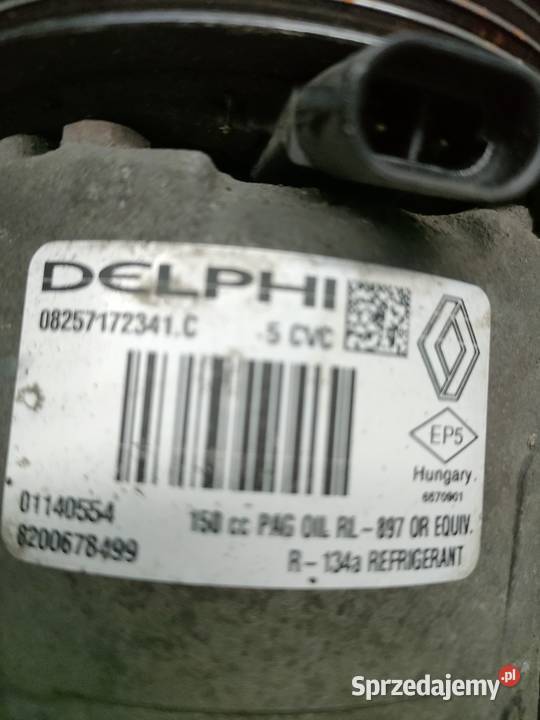 DELPHI
08257172341.C 5 CVC
EP5
Hungary.
6670901
01140554
150 cc PAG OIL RL-897 OR EQUIV.
8200678499
R-134a REFRIGERANT
Sprzedajemy.pl